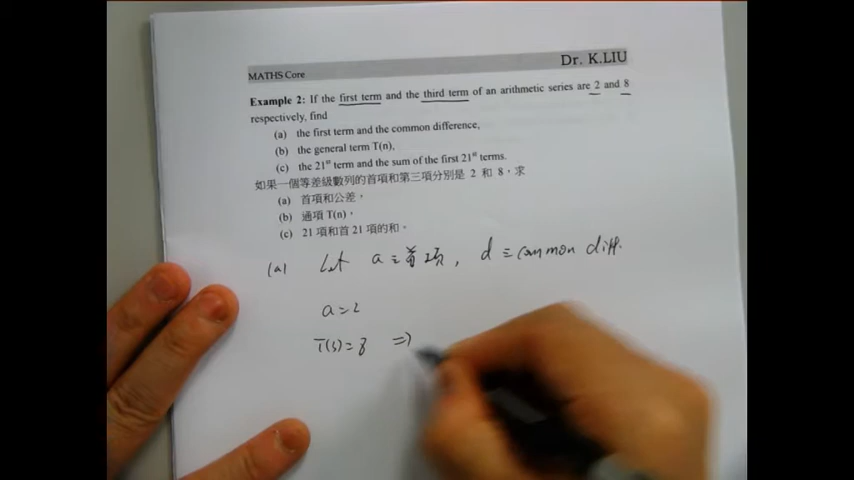 MATHS Core Dr. K.LIU
Example 2: If the first term and the third term of an arithmetic series are 2 and 8
respectively, find
(a) the first term and the common difference,
(b) the general term T(n),
(c) the 21st term and the sum of the first 21st terms.
如果一個等差級數列的首項和第三項分別是 2 和 8，求
(a) 首項和公差，
(b) 通項 T(n)，
(c) 21 項和首 21 項的和。
(a) Let a = 首項, d = common diff.
a = 2
T(3) = 8 ⇒